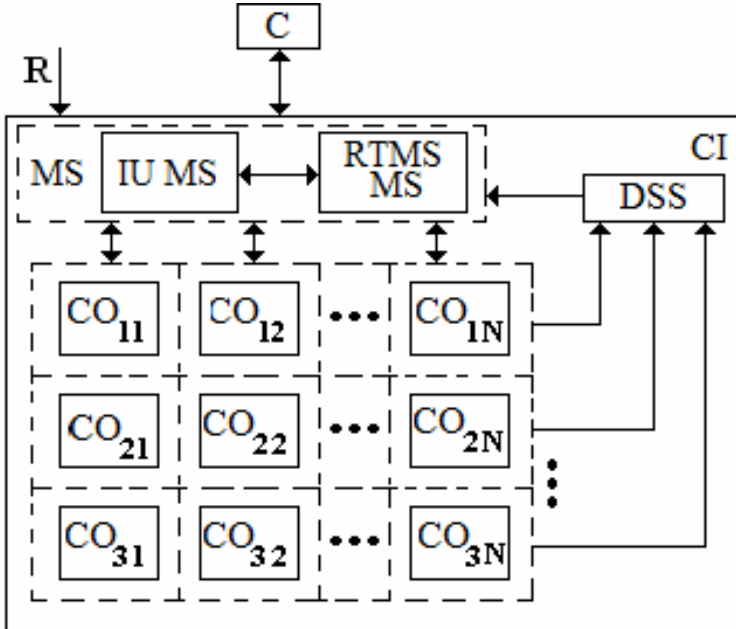 C
R
CI
MS
IU MS
RTMS
MS
DSS
CO11
CO12
CO1N
CO21
CO22
CO2N
CO31
CO32
CO3N